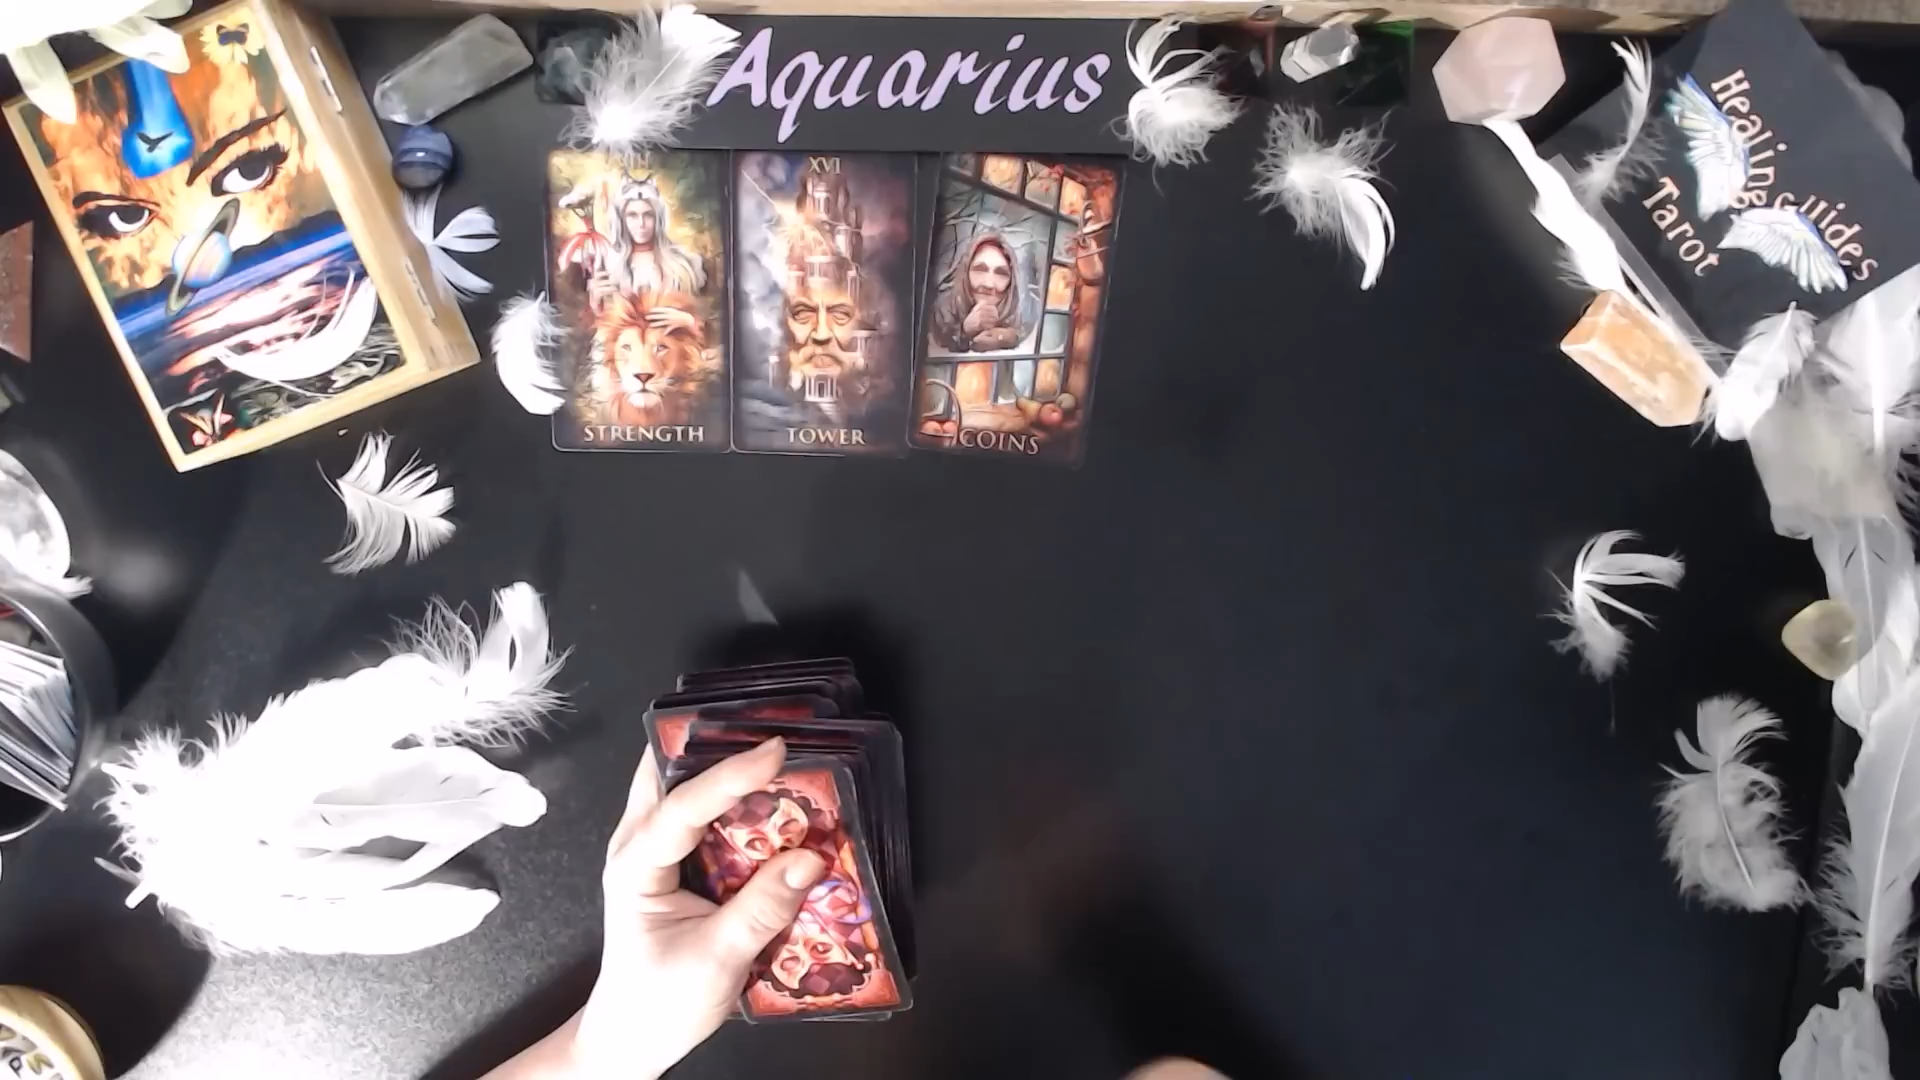 Aquarius
Healing guides
Tarot
XVI
STRENGTH
TOWER
COINS